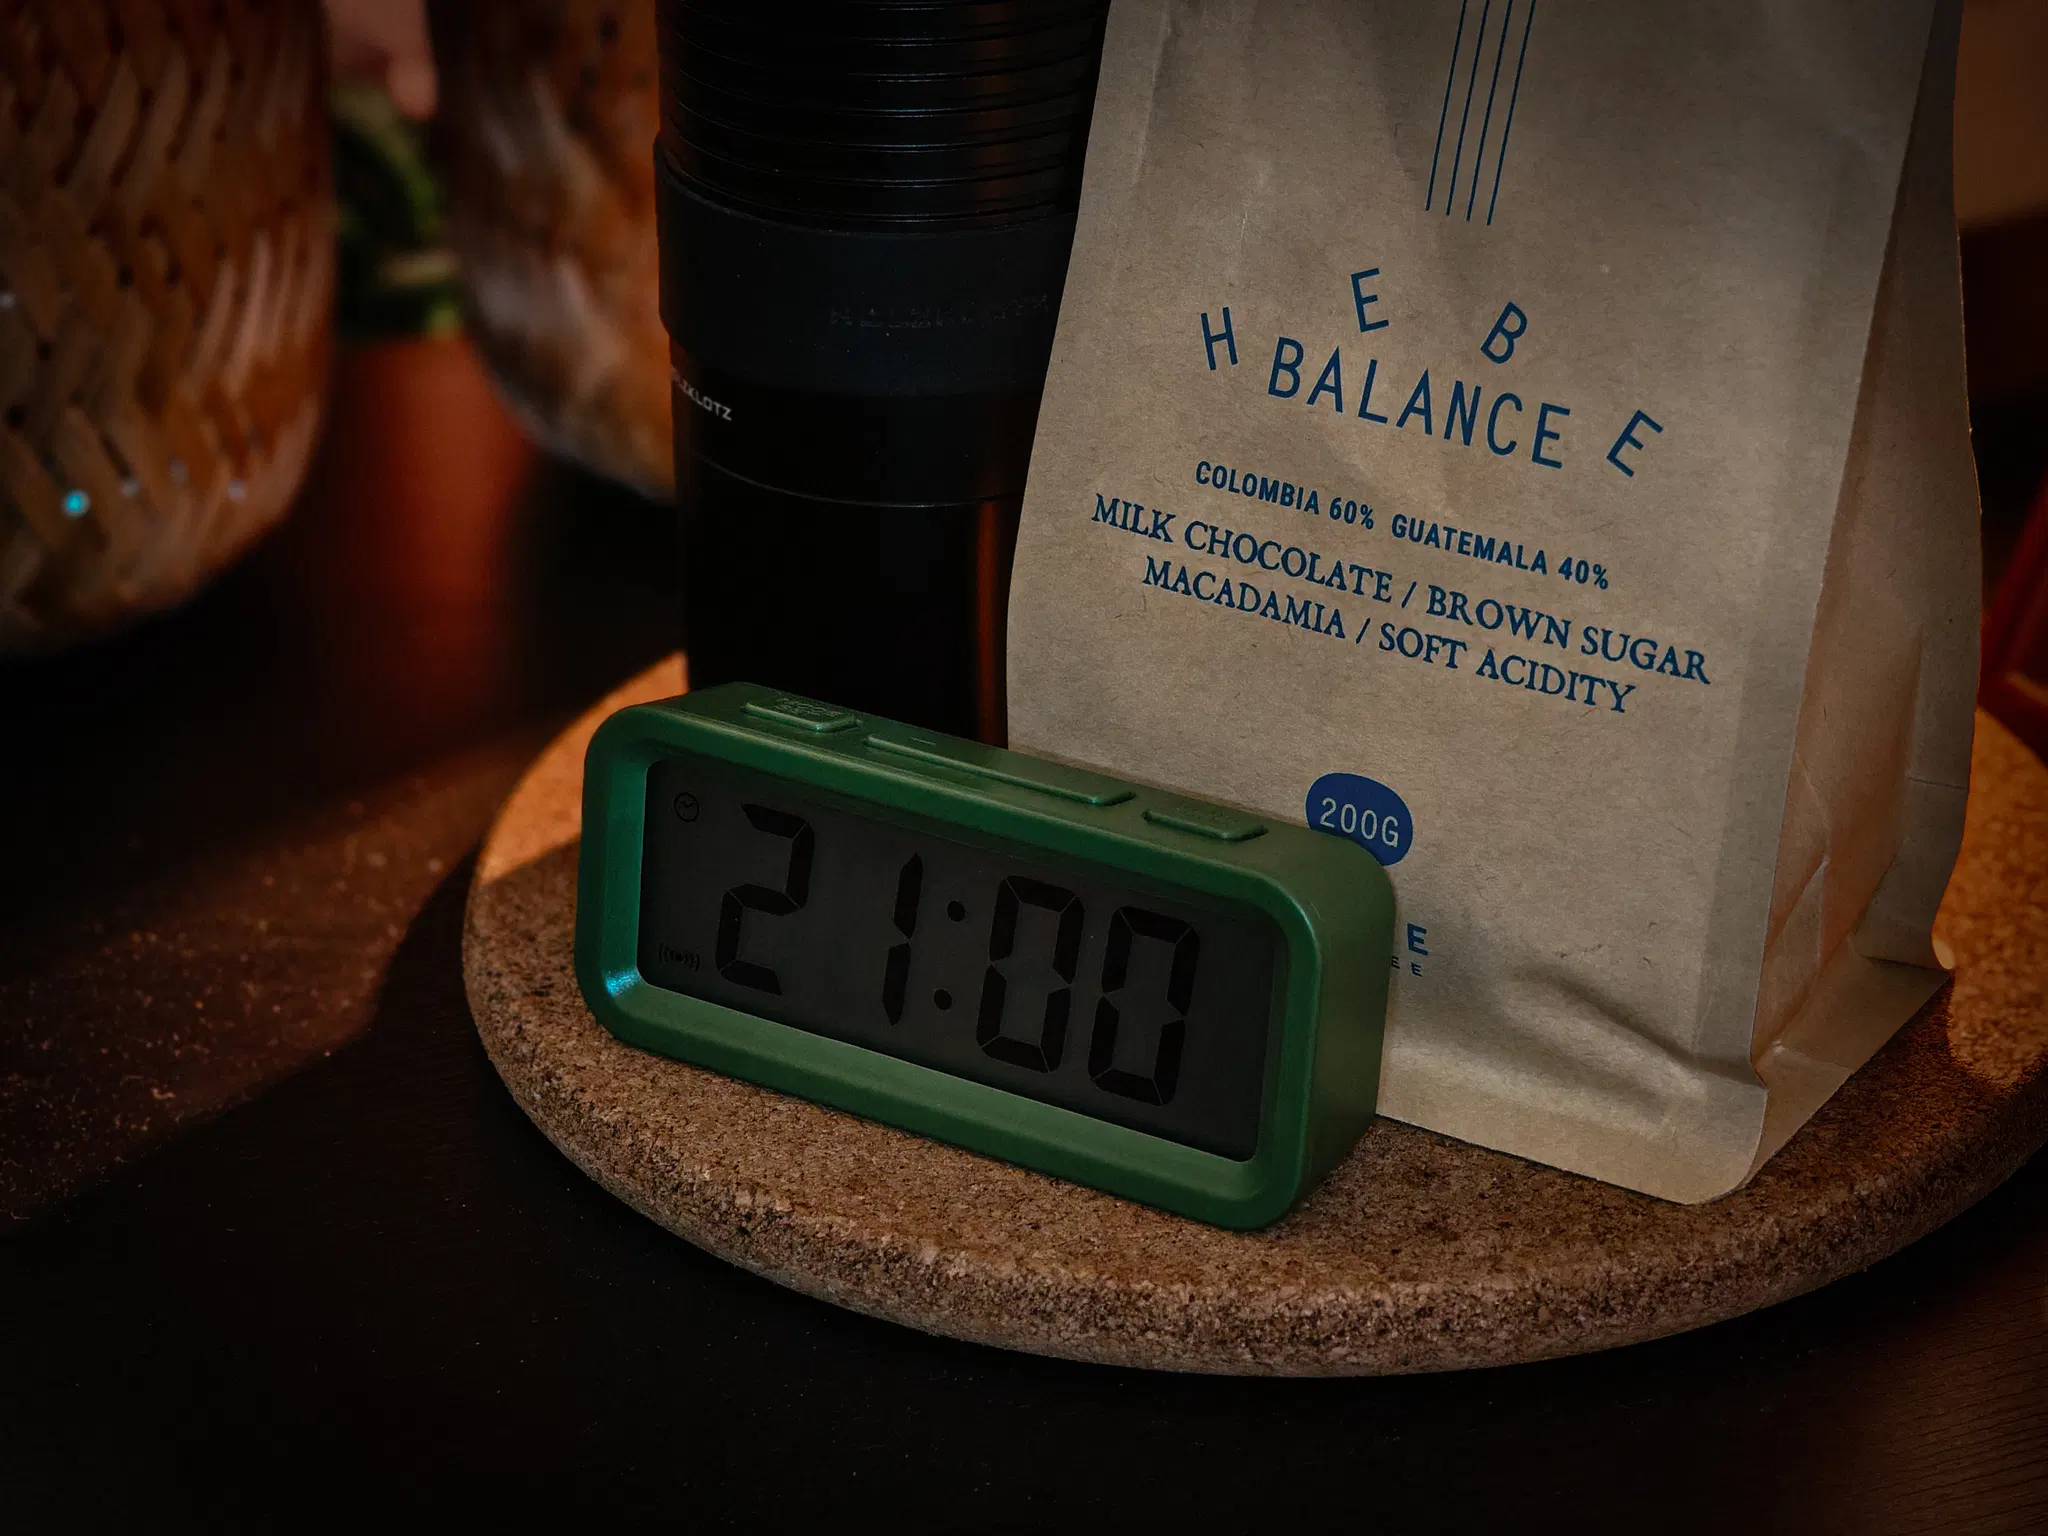 H E B E
BALANCE
COLOMBIA 60% GUATEMALA 40%
MILK CHOCOLATE / BROWN SUGAR
MACADAMIA / SOFT ACIDITY
200G
21:00